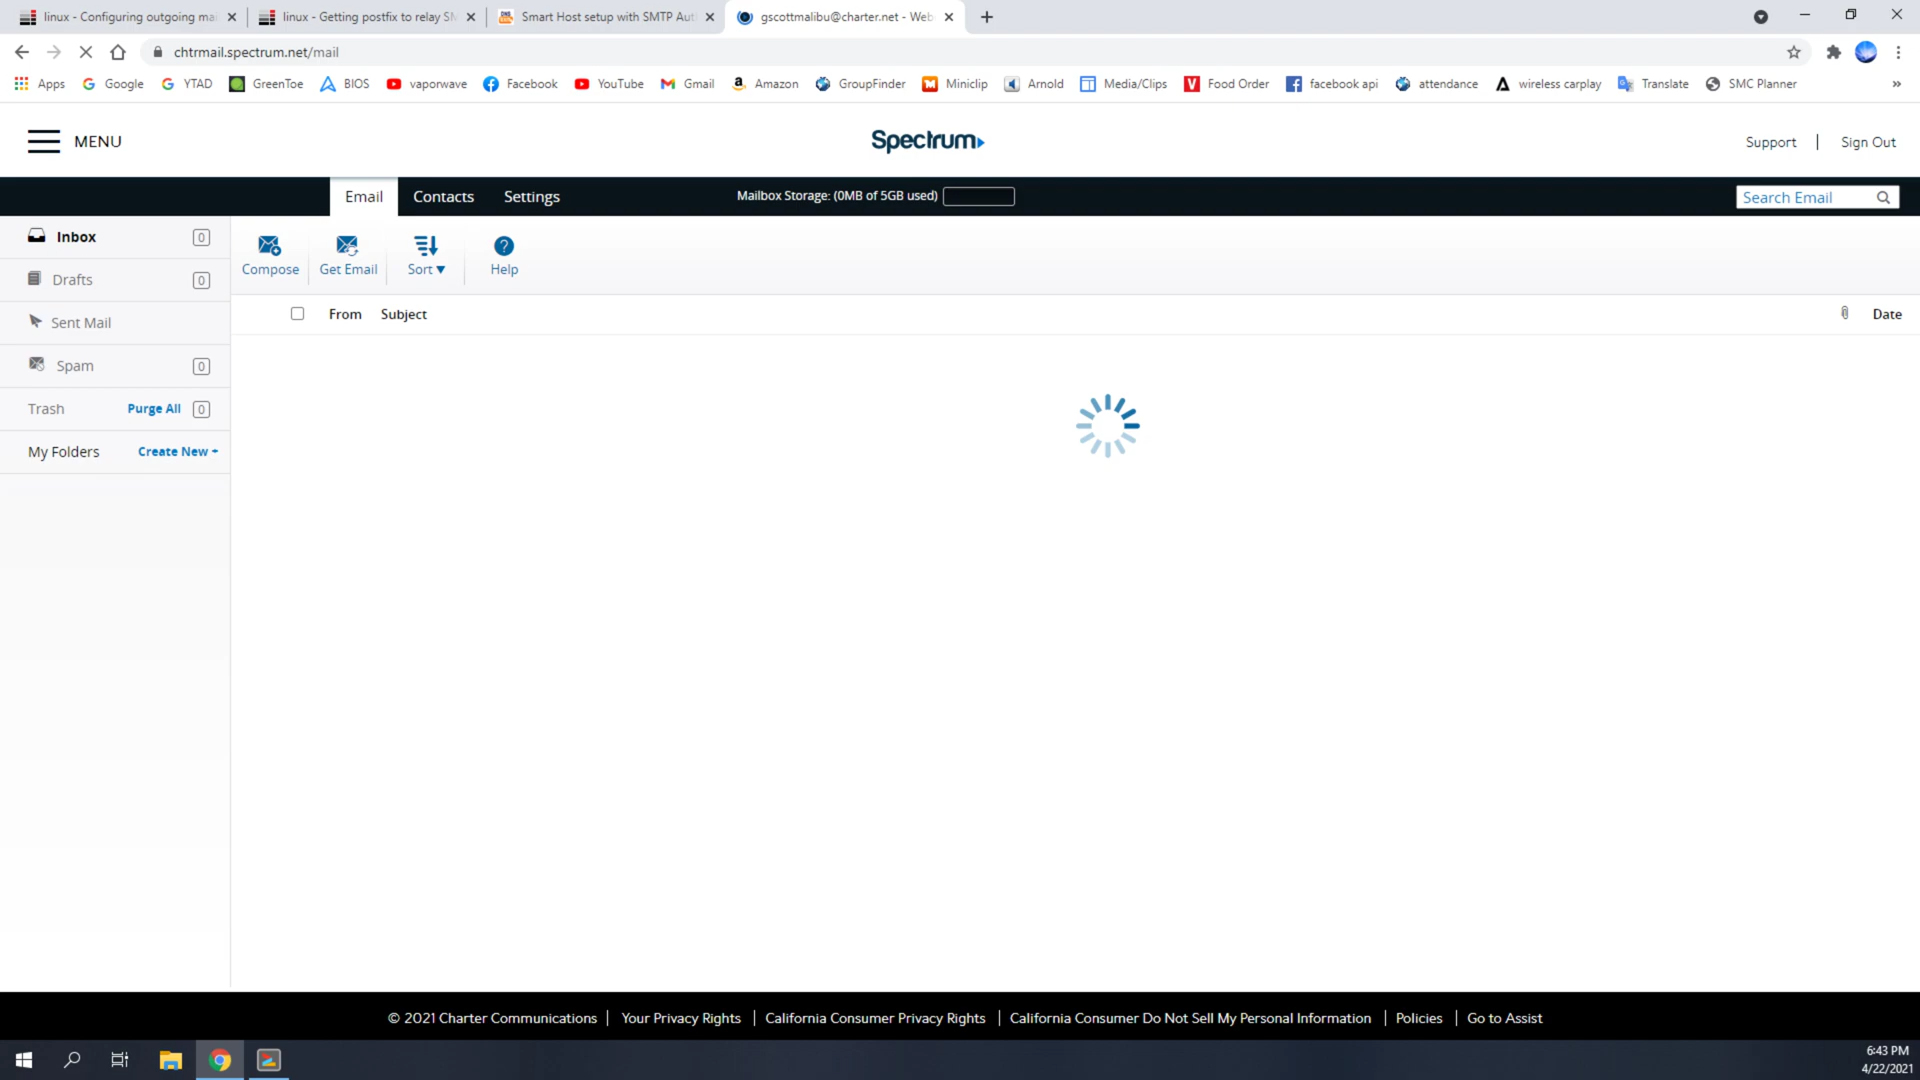 linux - Configuring outgoing ma
linux - Getting postfix to relay SM
Smart Host setup with SMTP Aut
gscottmalibu@charter.net - Web
chtrmail.spectrum.net/mail
Apps Google YTAD GreenToe BIOS vaporwave Facebook YouTube Gmail Amazon GroupFinder Miniclip Arnold Media/Clips Food Order facebook api attendance wireless carplay Translate SMC Planner »
MENU
Spectrum
Support | Sign Out
Email Contacts Settings
Mailbox Storage: (0MB of 5GB used)
Search Email
Inbox 0
Drafts 0
Sent Mail
Spam 0
Trash Purge All 0
My Folders Create New +
Compose Get Email Sort ▼ Help
From Subject Date
© 2021 Charter Communications | Your Privacy Rights | California Consumer Privacy Rights | California Consumer Do Not Sell My Personal Information | Policies | Go to Assist
6:43 PM
4/22/2021